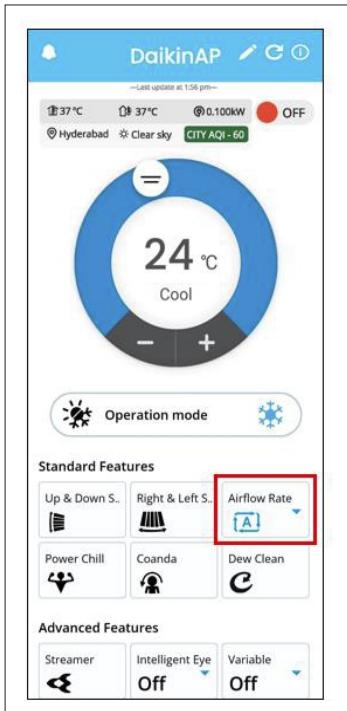 DaikinAP
—Last update at 1:56 pm—
37°C 37°C 0.100kW OFF
Hyderabad Clear sky CITY AQI - 60
24 °C
Cool
− +
Operation mode
Standard Features
Up & Down S.. Right & Left S.. Airflow Rate
A
Power Chill Coanda Dew Clean
Advanced Features
Streamer Intelligent Eye Variable
Off Off